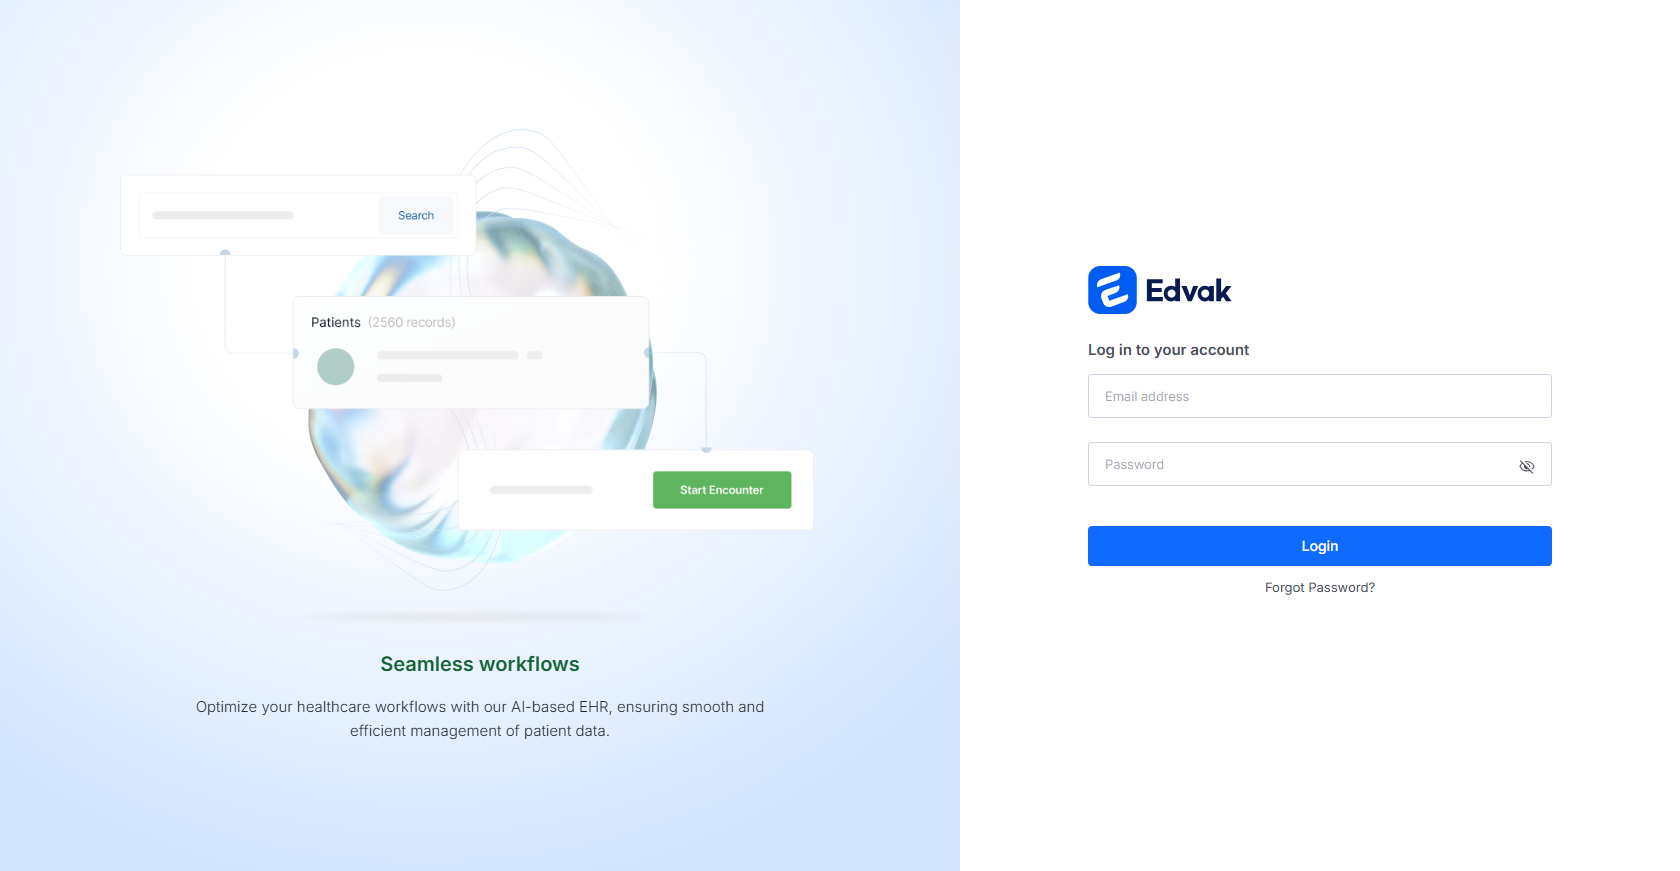 Search
Patients (2560 records)
Start Encounter
Seamless workflows
Optimize your healthcare workflows with our AI-based EHR, ensuring smooth and
efficient management of patient data.
Edvak
Log in to your account
Email address
Password
Login
Forgot Password?